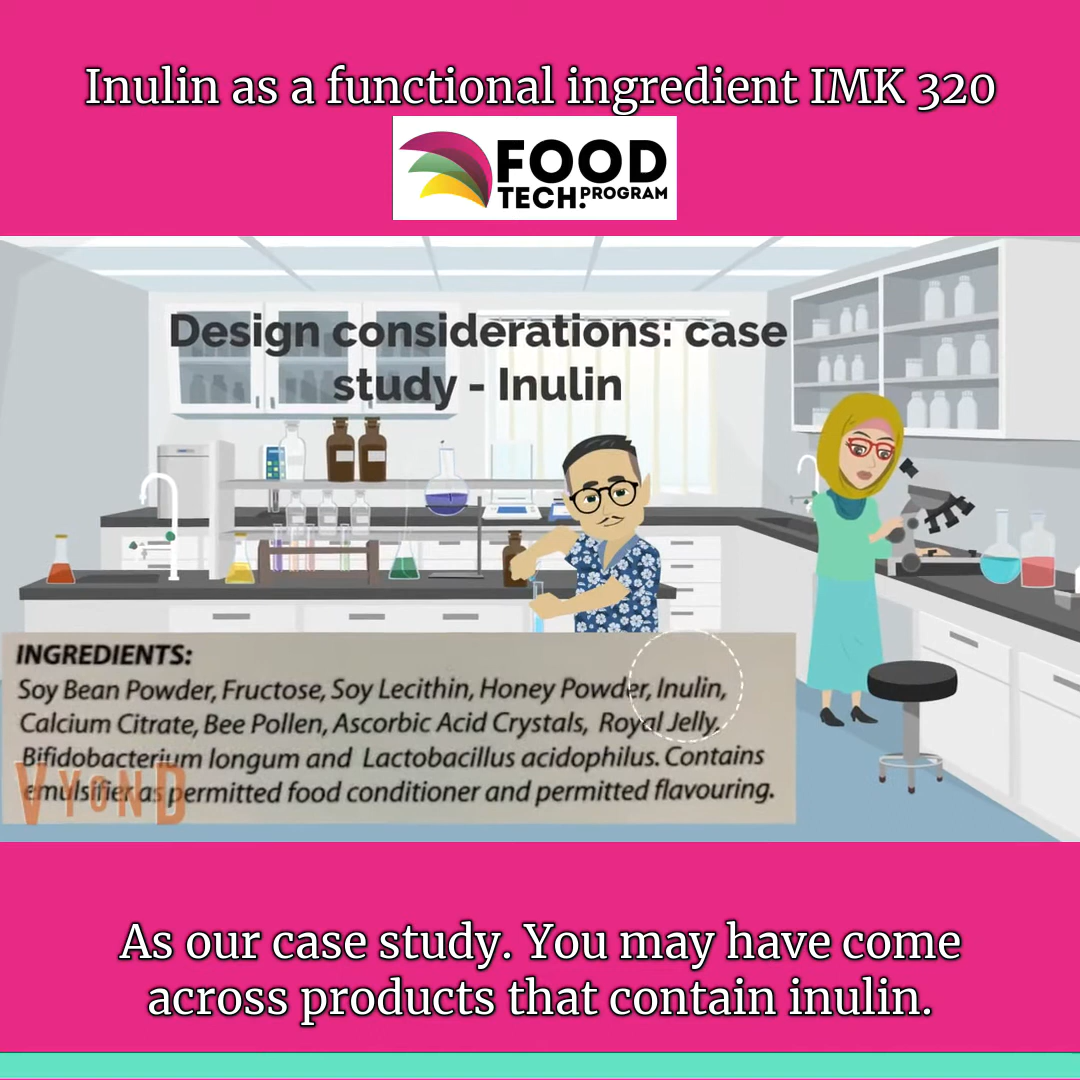 Inulin as a functional ingredient IMK 320
FOOD
TECH. PROGRAM
Design considerations: case
study - Inulin
INGREDIENTS:
Soy Bean Powder, Fructose, Soy Lecithin, Honey Powder, Inulin,
Calcium Citrate, Bee Pollen, Ascorbic Acid Crystals, Royal Jelly,
Bifidobacterium longum and Lactobacillus acidophilus. Contains
emulsifier as permitted food conditioner and permitted flavouring.
VYOND
As our case study. You may have come
across products that contain inulin.